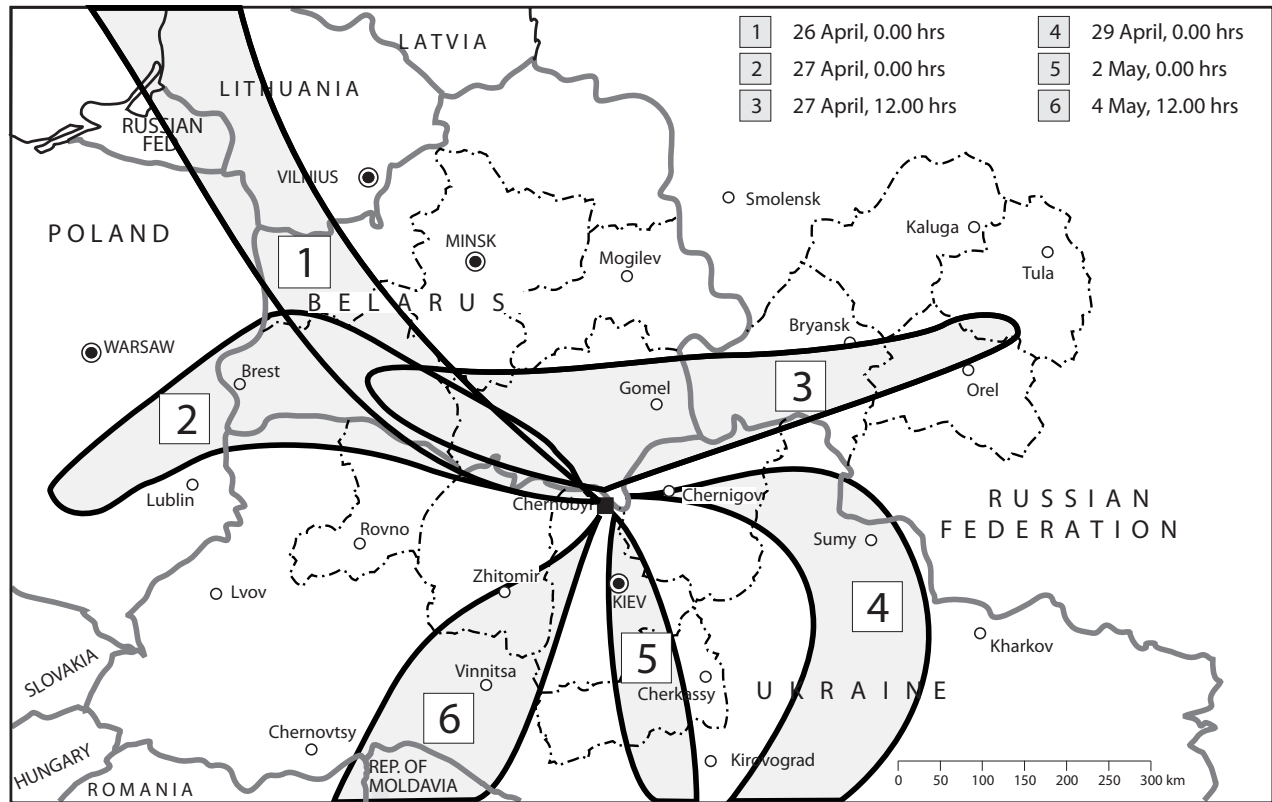 1 26 April, 0.00 hrs
2 27 April, 0.00 hrs
3 27 April, 12.00 hrs
4 29 April, 0.00 hrs
5 2 May, 0.00 hrs
6 4 May, 12.00 hrs
LATVIA
LITHUANIA
RUSSIAN
FED.
VILNIUS
Smolensk
POLAND
MINSK
Kaluga
Mogilev
Tula
1
BELARUS
Bryansk
WARSAW
Brest
Gomel
3
Orel
2
Lublin
Chernobyl
Chernigov
RUSSIAN
FEDERATION
Rovno
Sumy
Zhitomir
Lvov
KIEV
4
Kharkov
5
SLOVAKIA
Vinnitsa
Cherkassy
UKRAINE
6
Chernovtsy
HUNGARY
REP. OF
MOLDAVIA
Kirovograd
ROMANIA
0 50 100 150 200 250 300 km